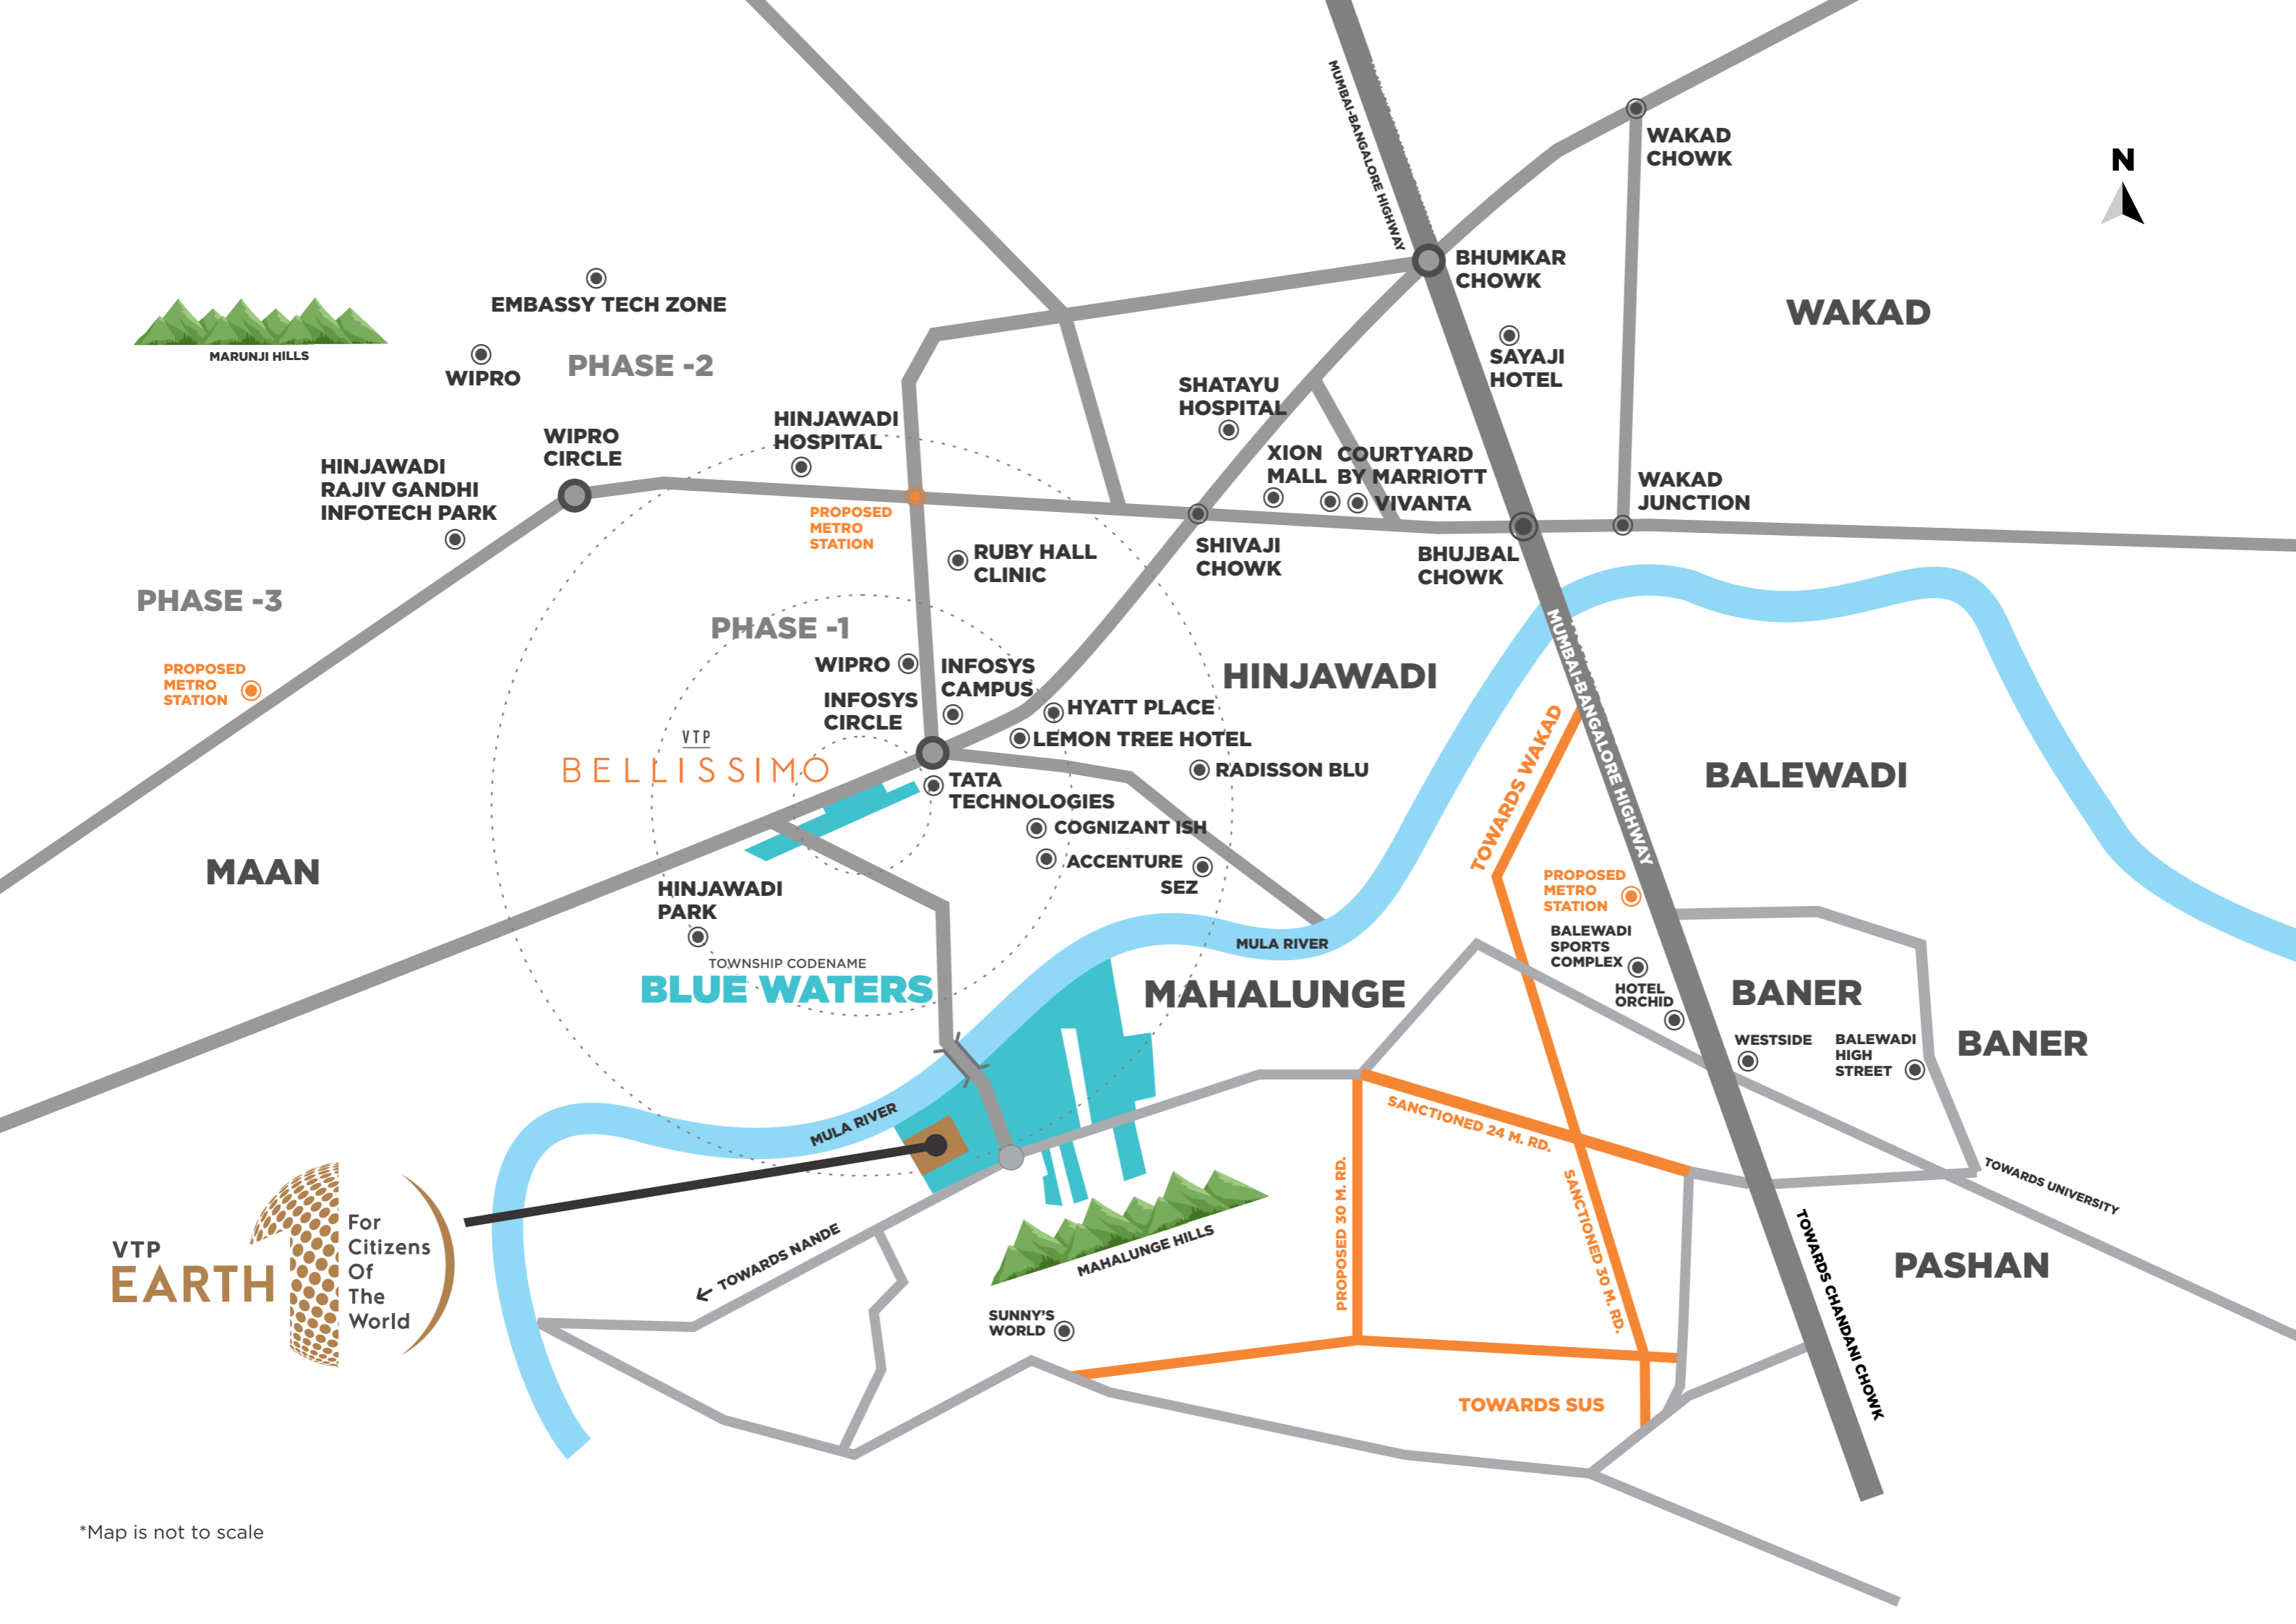 MUMBAI-BANGALORE HIGHWAY
WAKAD
CHOWK
N
BHUMKAR
CHOWK
WAKAD
EMBASSY TECH ZONE
MARUNJI HILLS
WIPRO
PHASE -2
SAYAJI
HOTEL
SHATAYU
HOSPITAL
HINJAWADI
HOSPITAL
WIPRO
CIRCLE
XION
MALL
COURTYARD
BY MARRIOTT
VIVANTA
HINJAWADI
RAJIV GANDHI
INFOTECH PARK
WAKAD
JUNCTION
PROPOSED
METRO
STATION
RUBY HALL
CLINIC
SHIVAJI
CHOWK
BHUJBAL
CHOWK
PHASE -3
PHASE -1
PROPOSED
METRO
STATION
WIPRO
INFOSYS
CAMPUS
INFOSYS
CIRCLE
HINJAWADI
MUMBAI-BANGALORE HIGHWAY
HYATT PLACE
LEMON TREE HOTEL
RADISSON BLU
TOWARDS WAKAD
VTP
BELLISSIMO
TATA
TECHNOLOGIES
BALEWADI
COGNIZANT ISH
ACCENTURE
SEZ
MAAN
HINJAWADI
PARK
PROPOSED
METRO
STATION
MULA RIVER
BALEWADI
SPORTS
COMPLEX
TOWNSHIP CODENAME
BLUE WATERS
MAHALUNGE
HOTEL
ORCHID
BANER
WESTSIDE
BALEWADI
HIGH
STREET
BANER
MULA RIVER
SANCTIONED 24 M. RD.
PROPOSED 30 M. RD.
SANCTIONED 30 M. RD.
TOWARDS UNIVERSITY
TOWARDS CHANDANI CHOWK
PASHAN
VTP
EARTH
1
For
Citizens
Of
The
World
TOWARDS NANDE
MAHALUNGE HILLS
SUNNY'S
WORLD
TOWARDS SUS
*Map is not to scale